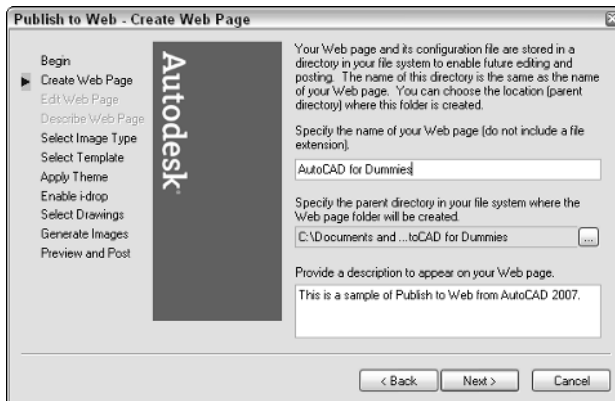 Publish to Web - Create Web Page
Begin
Create Web Page
Edit Web Page
Describe Web Page
Select Image Type
Select Template
Apply Theme
Enable i-drop
Select Drawings
Generate Images
Preview and Post
Autodesk
Your Web page and its configuration file are stored in a
directory in your file system to enable future editing and
posting. The name of this directory is the same as the name
of your Web page. You can choose the location (parent
directory) where this folder is created.
Specify the name of your Web page (do not include a file
extension).
AutoCAD for Dummies
Specify the parent directory in your file system where the
Web page folder will be created.
C:\Documents and ...toCAD for Dummies
...
Provide a description to appear on your Web page.
This is a sample of Publish to Web from AutoCAD 2007.
< Back
Next >
Cancel